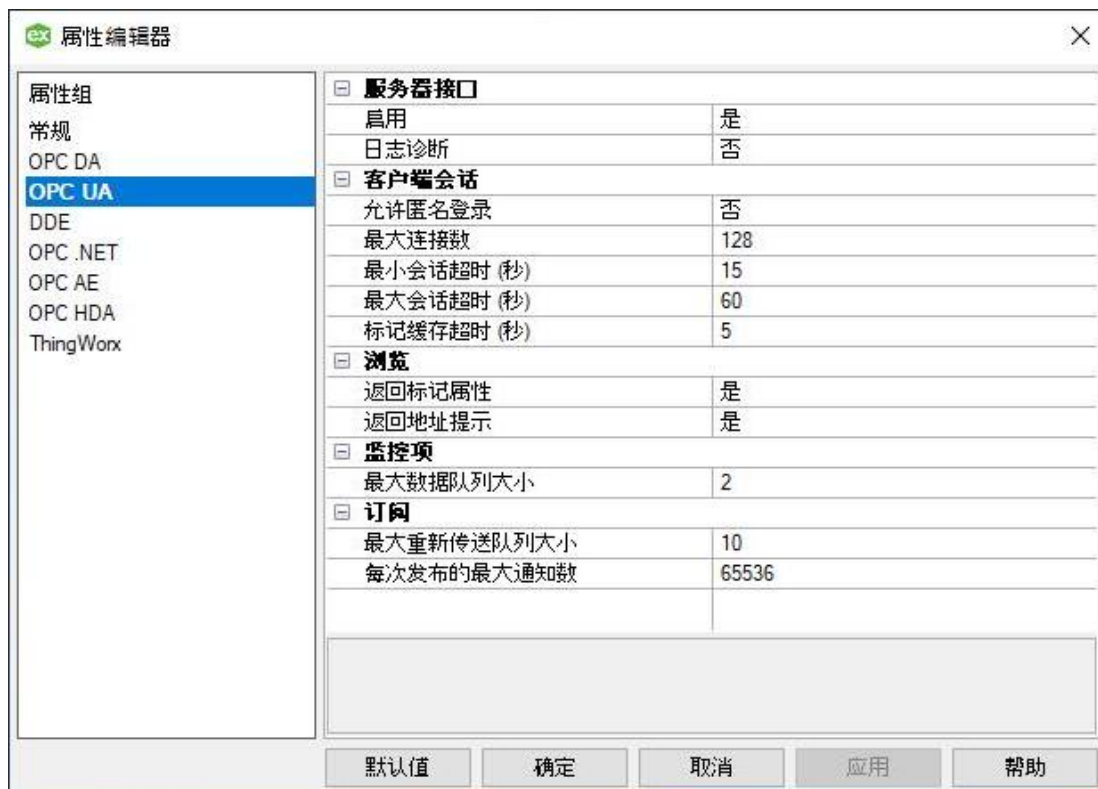 ex 属性编辑器
属性组
常规
OPC DA
OPC UA
DDE
OPC .NET
OPC AE
OPC HDA
ThingWorx
服务器接口
启用 是
日志诊断 否
客户端会话
允许匿名登录 否
最大连接数 128
最小会话超时 (秒) 15
最大会话超时 (秒) 60
标记缓存超时 (秒) 5
浏览
返回标记属性 是
返回地址提示 是
监控项
最大数据队列大小 2
订阅
最大重新传送队列大小 10
每次发布的最大通知数 65536
默认值 确定 取消 应用 帮助